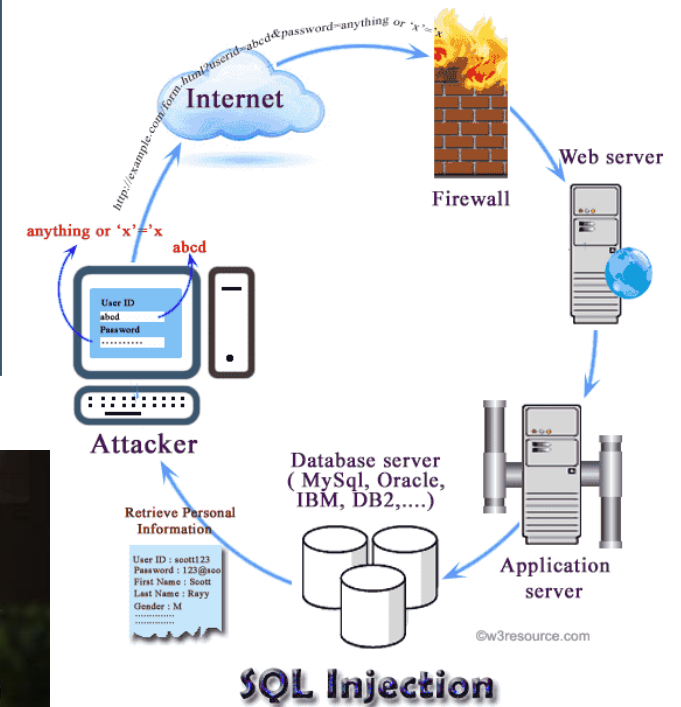 http://example.com/form.html?userid=abcd&password=anything or ‘x’=’x
Internet
Firewall
Web server
anything or ‘x’=’x
abcd
User ID
abcd
Password
..........
Attacker
Database server
( MySql, Oracle,
IBM, DB2,....)
Application
server
Retrieve Personal
Information
User ID : scott123
Password : 123@sco
First Name : Scott
Last Name : Rayy
Gender : M
..............
..............
©w3resource.com
SQL Injection